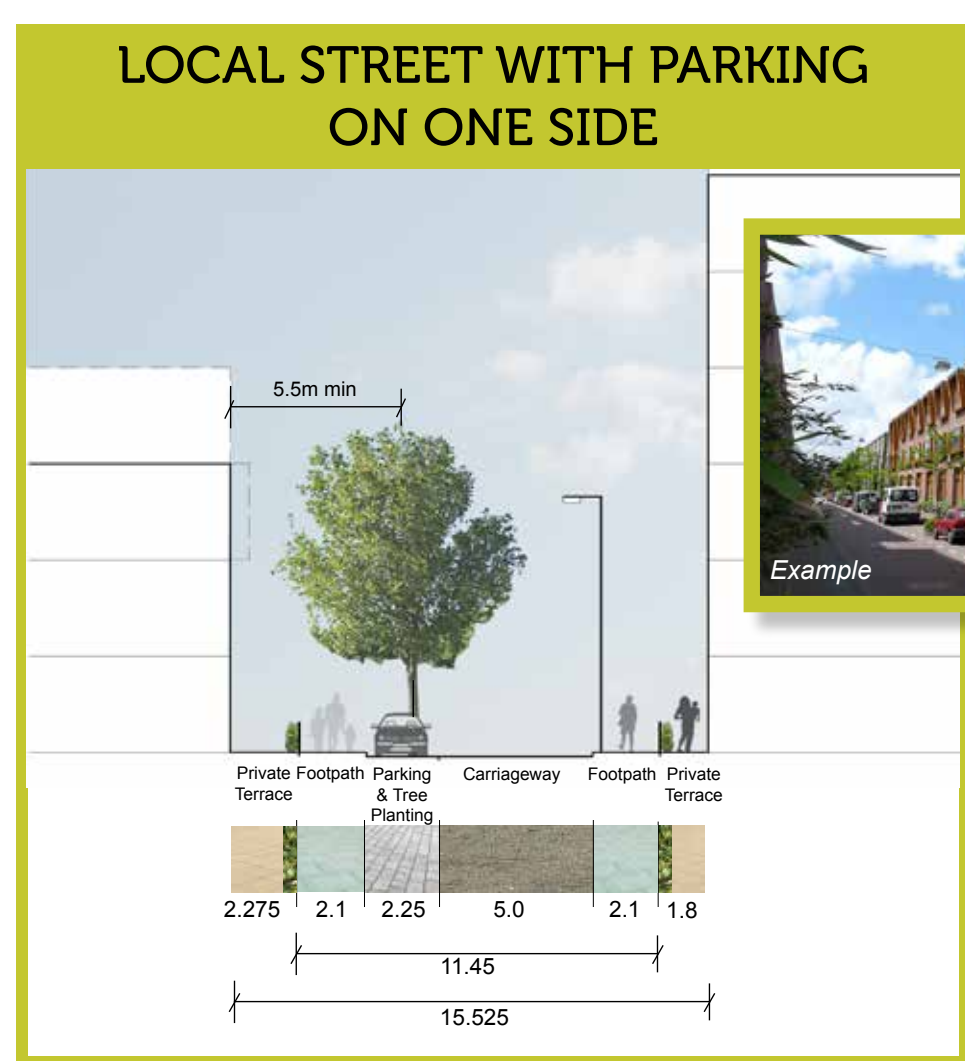 LOCAL STREET WITH PARKING
ON ONE SIDE
5.5m min
Example
Private Terrace
Footpath
Parking & Tree Planting
Carriageway
Footpath
Private Terrace
2.275 2.1 2.25 5.0 2.1 1.8
11.45
15.525